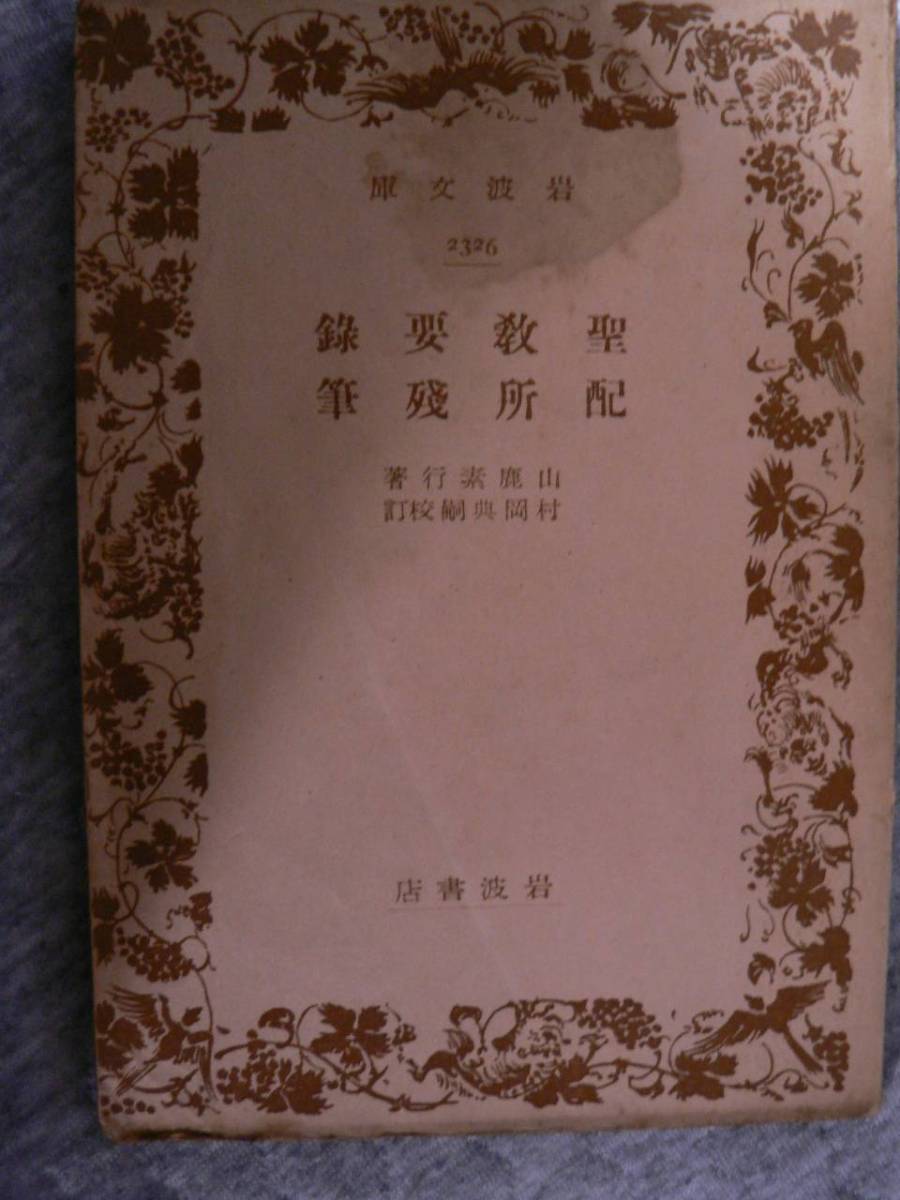 岩波文庫
2326
聖教要錄
配所殘筆
山鹿素行著
村岡典嗣校訂
岩波書店